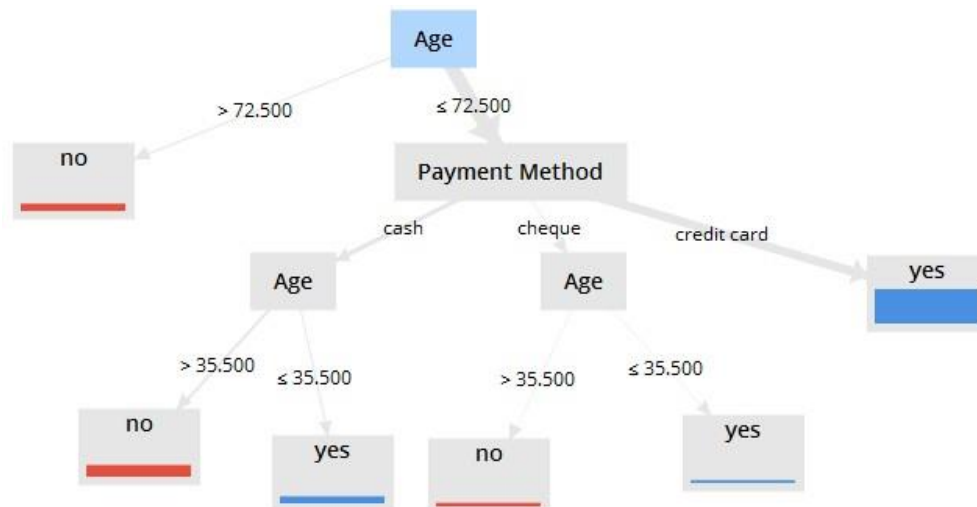 Age
> 72.500
≤ 72.500
no
Payment Method
cash
cheque
credit card
Age
Age
yes
> 35.500
≤ 35.500
> 35.500
≤ 35.500
no
yes
no
yes